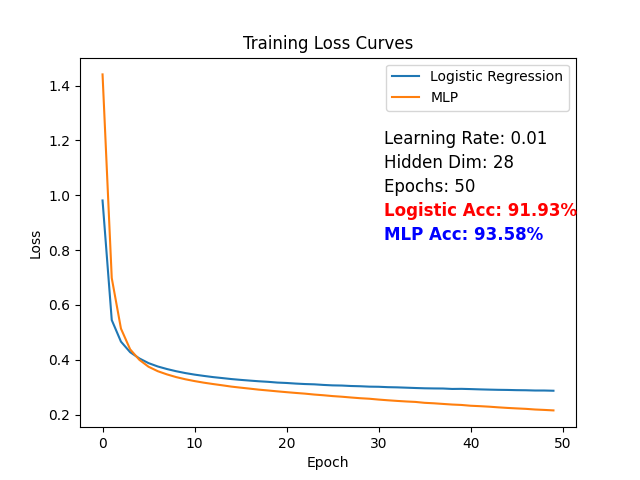 Training Loss Curves
Logistic Regression
MLP
Learning Rate: 0.01
Hidden Dim: 28
Epochs: 50
Logistic Acc: 91.93%
MLP Acc: 93.58%
Loss
1.4
1.2
1.0
0.8
0.6
0.4
0.2
0 10 20 30 40 50
Epoch